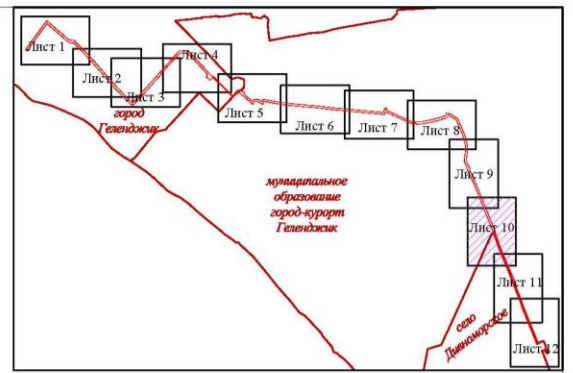 Лист 1
Лист 2
Лист 3
Лист 4
город
Геленджик
Лист 5
Лист 6
Лист 7
Лист 8
Лист 9
муниципальное
образование
город-курорт
Геленджик
Лист 10
Лист 11
село
Дивноморское
Лист 12